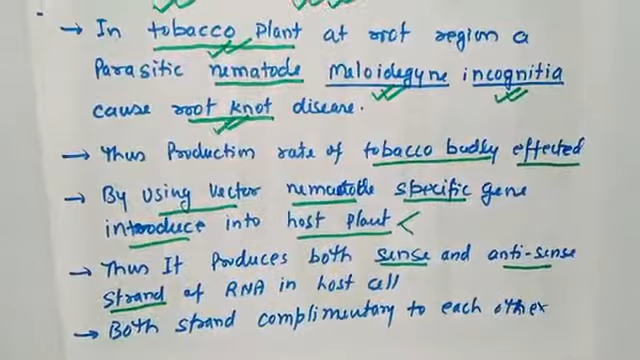 → In tobacco plant at root region a
Parasitic nematode Meloidegyne incognitia
cause root knot disease.
→ Thus Production rate of tobacco badly effected
→ By using vector nematode specific gene
introduce into host plant <
→ Thus It Produces both sense and anti-sense
strand of RNA in host cell
→ Both strand complimentary to each other